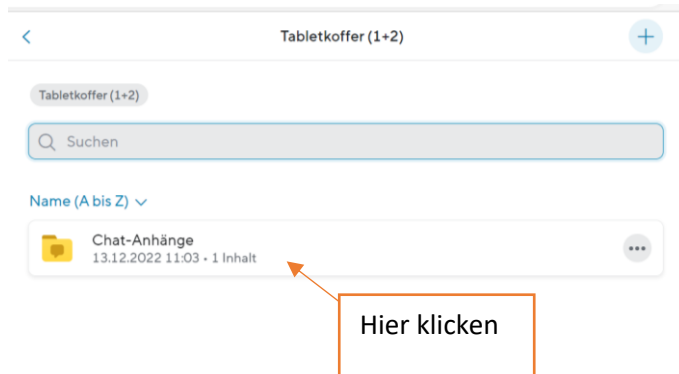 Tabletkoffer (1+2)
Tabletkoffer (1+2)
Suchen
Name (A bis Z)
Chat-Anhänge
13.12.2022 11:03 • 1 Inhalt
Hier klicken